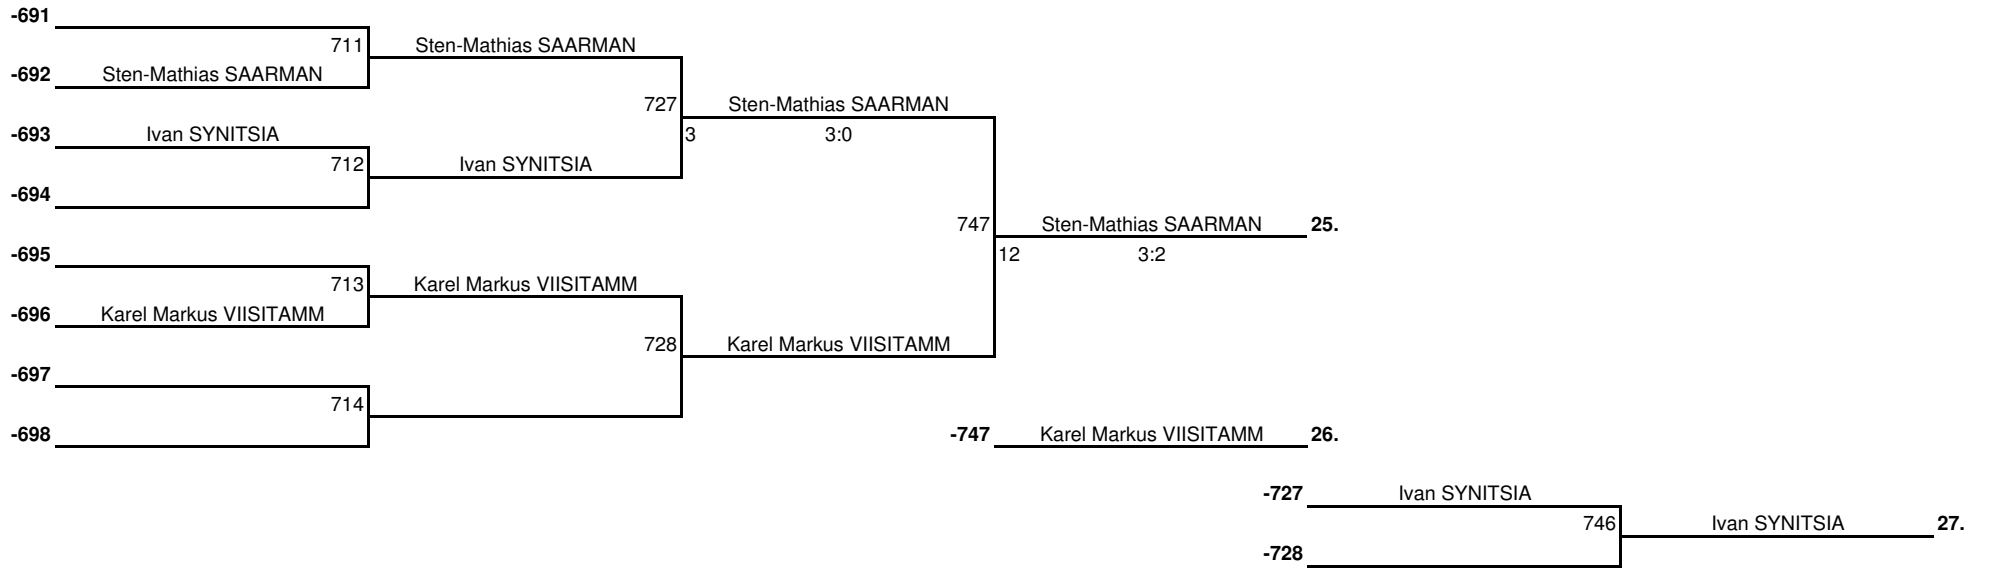 -691
711 Sten-Mathias SAARMAN
-692 Sten-Mathias SAARMAN
727 Sten-Mathias SAARMAN
-693 Ivan SYNITSIA
3 3:0
712 Ivan SYNITSIA
-694
747 Sten-Mathias SAARMAN 25.
-695
12 3:2
713 Karel Markus VIISITAMM
-696 Karel Markus VIISITAMM
728 Karel Markus VIISITAMM
-697
714
-698
-747 Karel Markus VIISITAMM 26.
-727 Ivan SYNITSIA
746 Ivan SYNITSIA 27.
-728